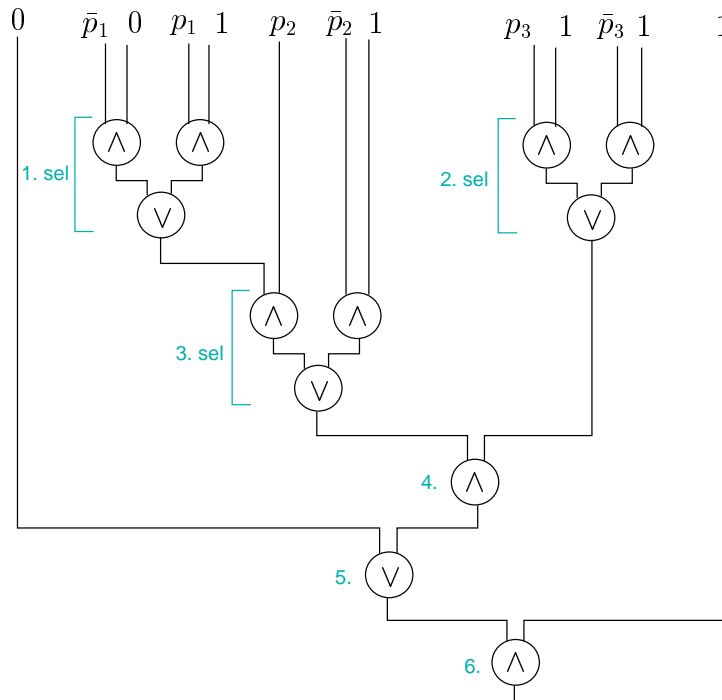 0 p̄₁ 0 p₁ 1 p₂ p̄₂ 1 p₃ 1 p̄₃ 1 1
∧ ∧ ∧ ∧
1. sel 2. sel
∨ ∨
∧ ∧
3. sel
∨
4. ∧
5. ∨
6. ∧